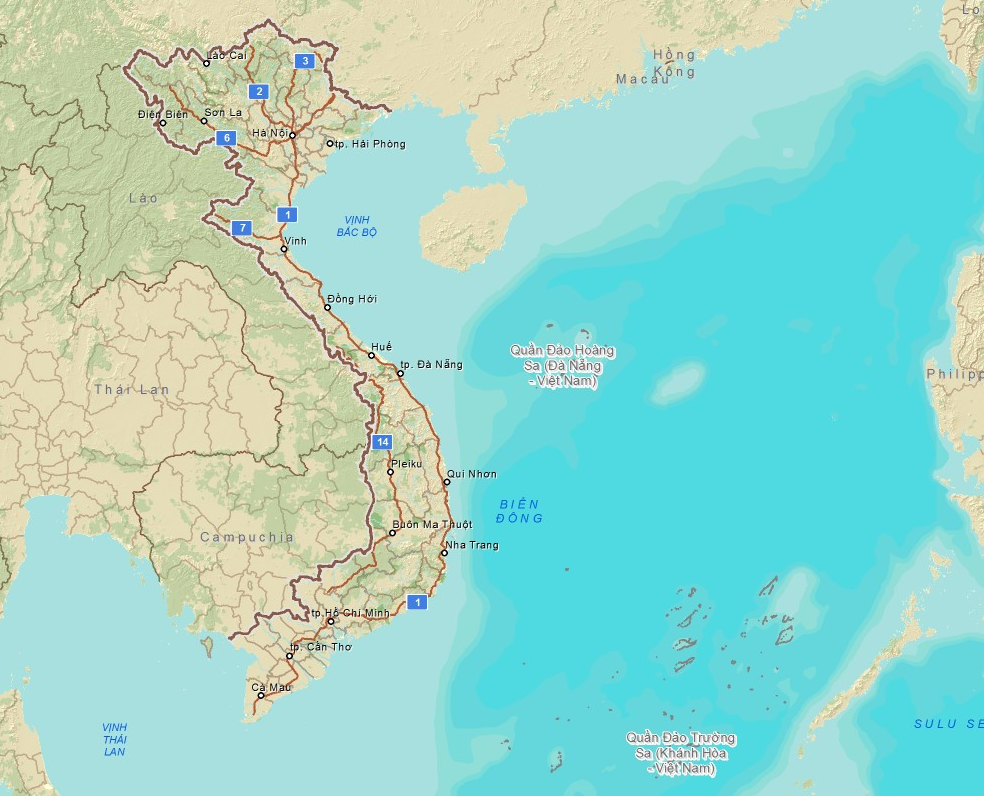 Lo
Hồng
Kông
Macau
Lào Cai
3
2
Điện Biên
Sơn La
6
Hà Nội
tp. Hải Phòng
Lào
1
7
VỊNH
BẮC BỘ
Vinh
Đồng Hới
Huế
tp. Đà Nẵng
Quần Đảo Hoàng
Sa (Đà Nẵng
- Việt Nam)
Philipp
Thái Lan
14
Pleiku
Qui Nhơn
BIỂN
ĐÔNG
Buôn Ma Thuột
Campuchia
Nha Trang
1
tp.Hồ Chí Minh
tp. Cần Thơ
Cà Mau
VỊNH
THÁI
LAN
SULU SE
Quần Đảo Trường
Sa (Khánh Hòa
- Việt Nam)